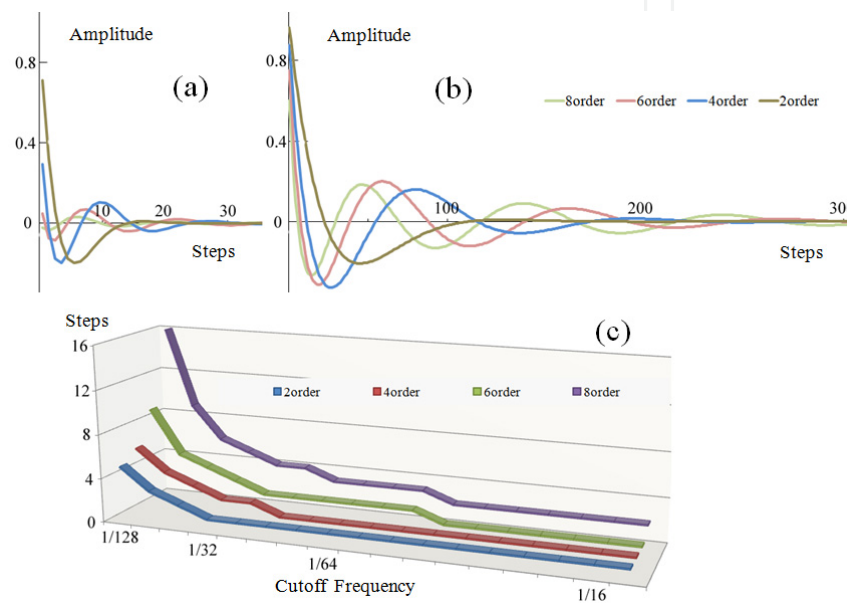 Amplitude
0.8
0.4
0
(a)
10
20
30
Steps
Amplitude
0.8
0.4
0
(b)
8order
6order
4order
2order
100
200
30
Steps
Steps
(c)
16
12
8
4
0
2order
4order
6order
8order
1/128
1/32
1/64
1/16
Cutoff Frequency